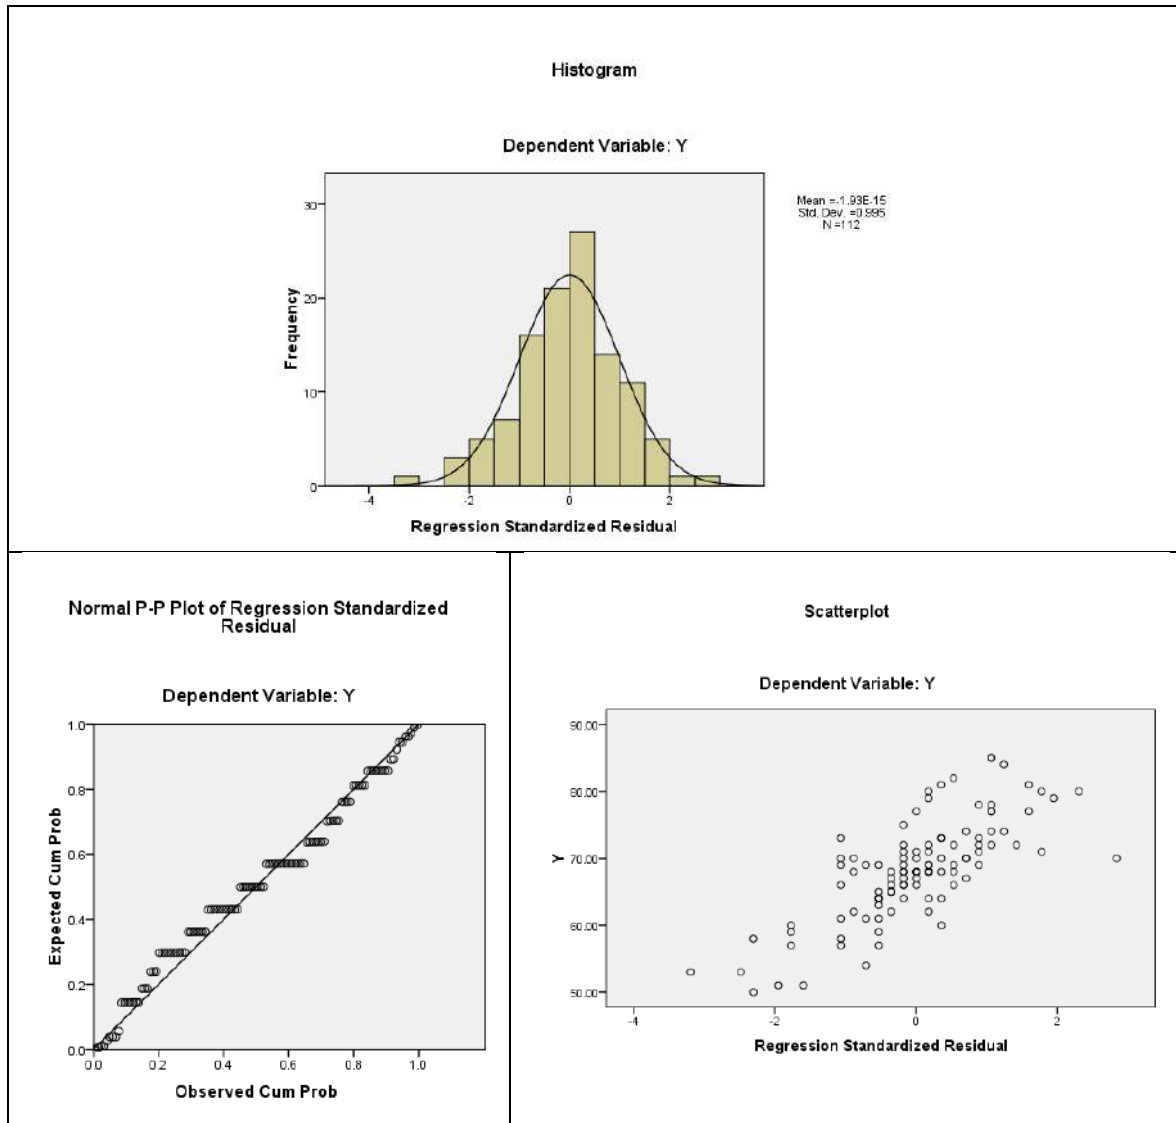 Histogram
Dependent Variable: Y
Mean =-1.93E-15
Std. Dev. =0.995
N =112
30
20
10
0
Frequency
-4
-2
0
2
Regression Standardized Residual
Normal P-P Plot of Regression Standardized
Residual
Dependent Variable: Y
1.0
0.8
0.6
0.4
0.2
0.0
Expected Cum Prob
0.0
0.2
0.4
0.6
0.8
1.0
Observed Cum Prob
Scatterplot
Dependent Variable: Y
90.00
80.00
70.00
60.00
50.00
Y
-4
-2
0
2
Regression Standardized Residual